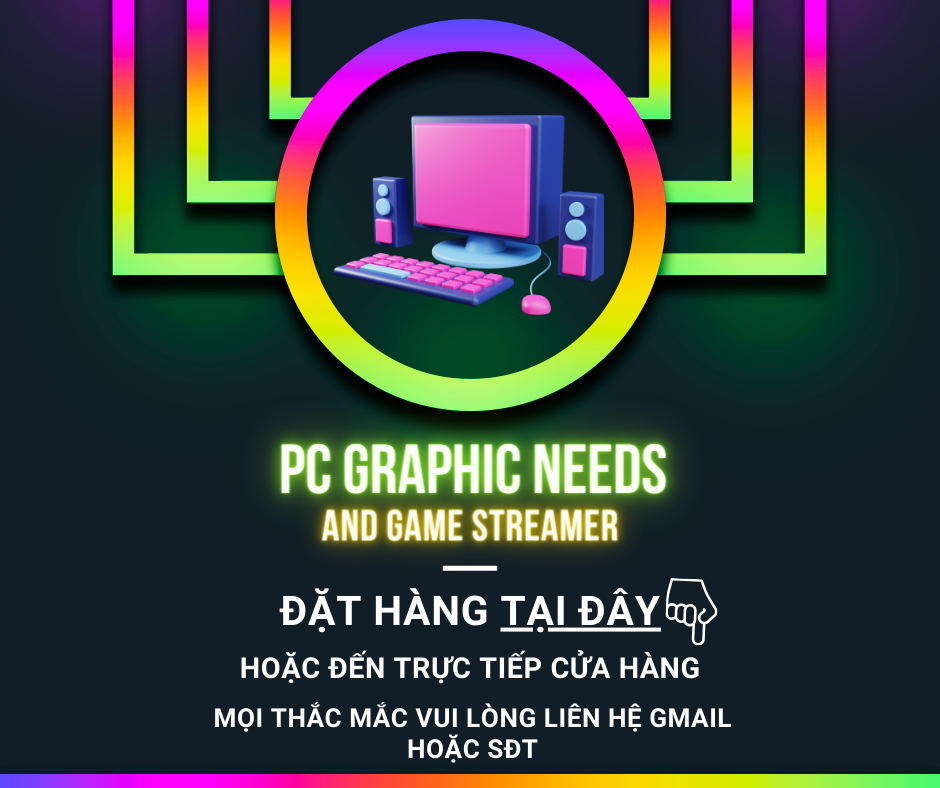 PC GRAPHIC NEEDS
AND GAME STREAMER
ĐẶT HÀNG TẠI ĐÂY
HOẶC ĐẾN TRỰC TIẾP CỬA HÀNG
MỌI THẮC MẮC VUI LÒNG LIÊN HỆ GMAIL
HOẶC SĐT